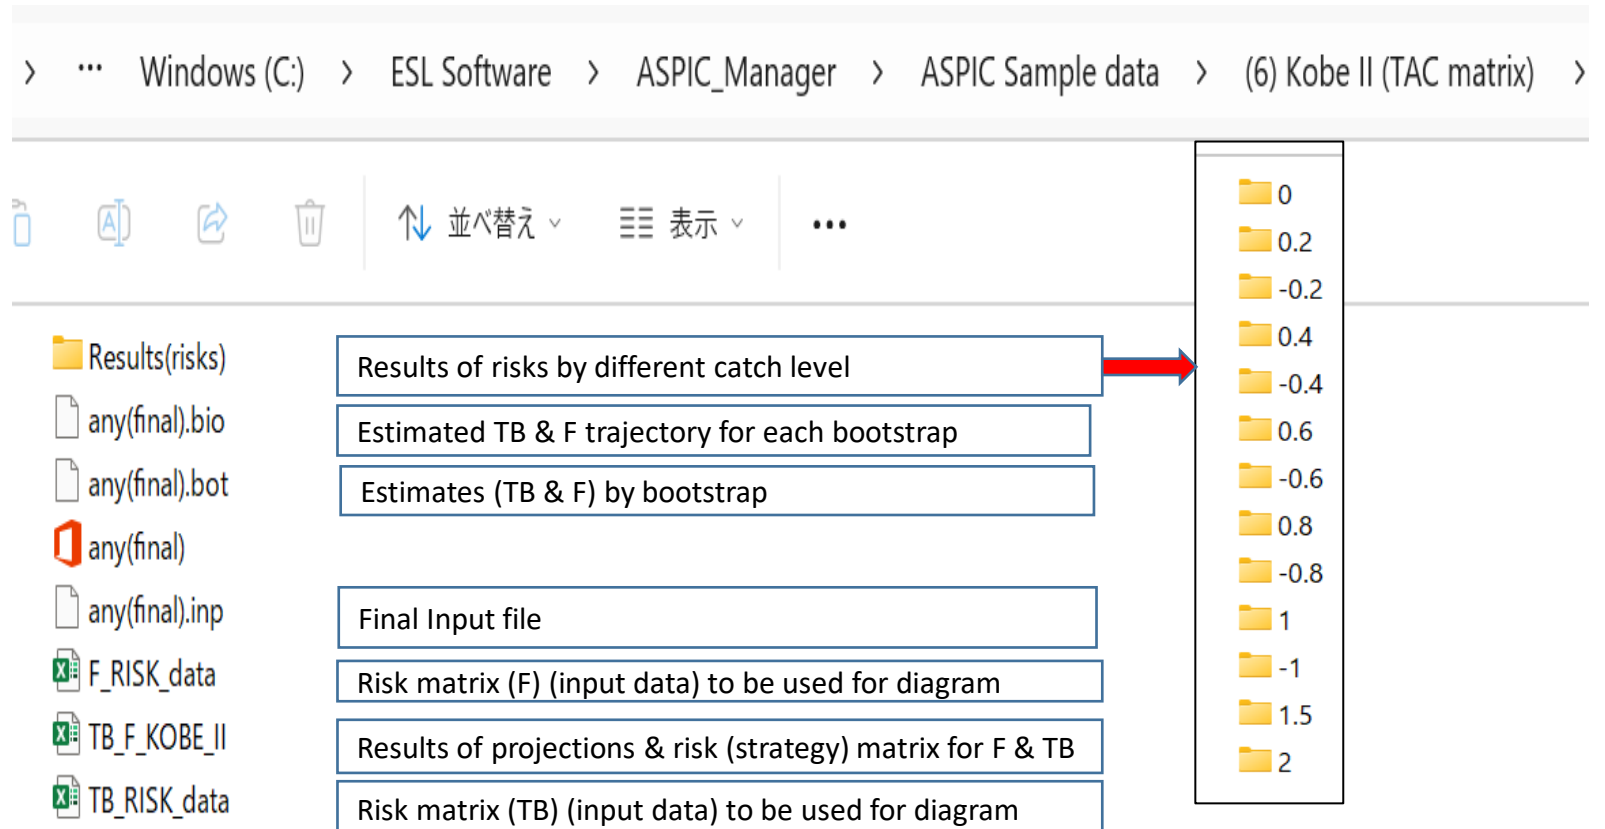 > ... Windows (C:) > ESL Software > ASPIC_Manager > ASPIC Sample data > (6) Kobe II (TAC matrix) >
A
並べ替え 表示 ...
0
0.2
-0.2
0.4
-0.4
0.6
-0.6
0.8
-0.8
1
-1
1.5
2
Results(risks) Results of risks by different catch level
any(final).bio Estimated TB & F trajectory for each bootstrap
any(final).bot Estimates (TB & F) by bootstrap
any(final)
any(final).inp Final Input file
F_RISK_data Risk matrix (F) (input data) to be used for diagram
TB_F_KOBE_II Results of projections & risk (strategy) matrix for F & TB
TB_RISK_data Risk matrix (TB) (input data) to be used for diagram